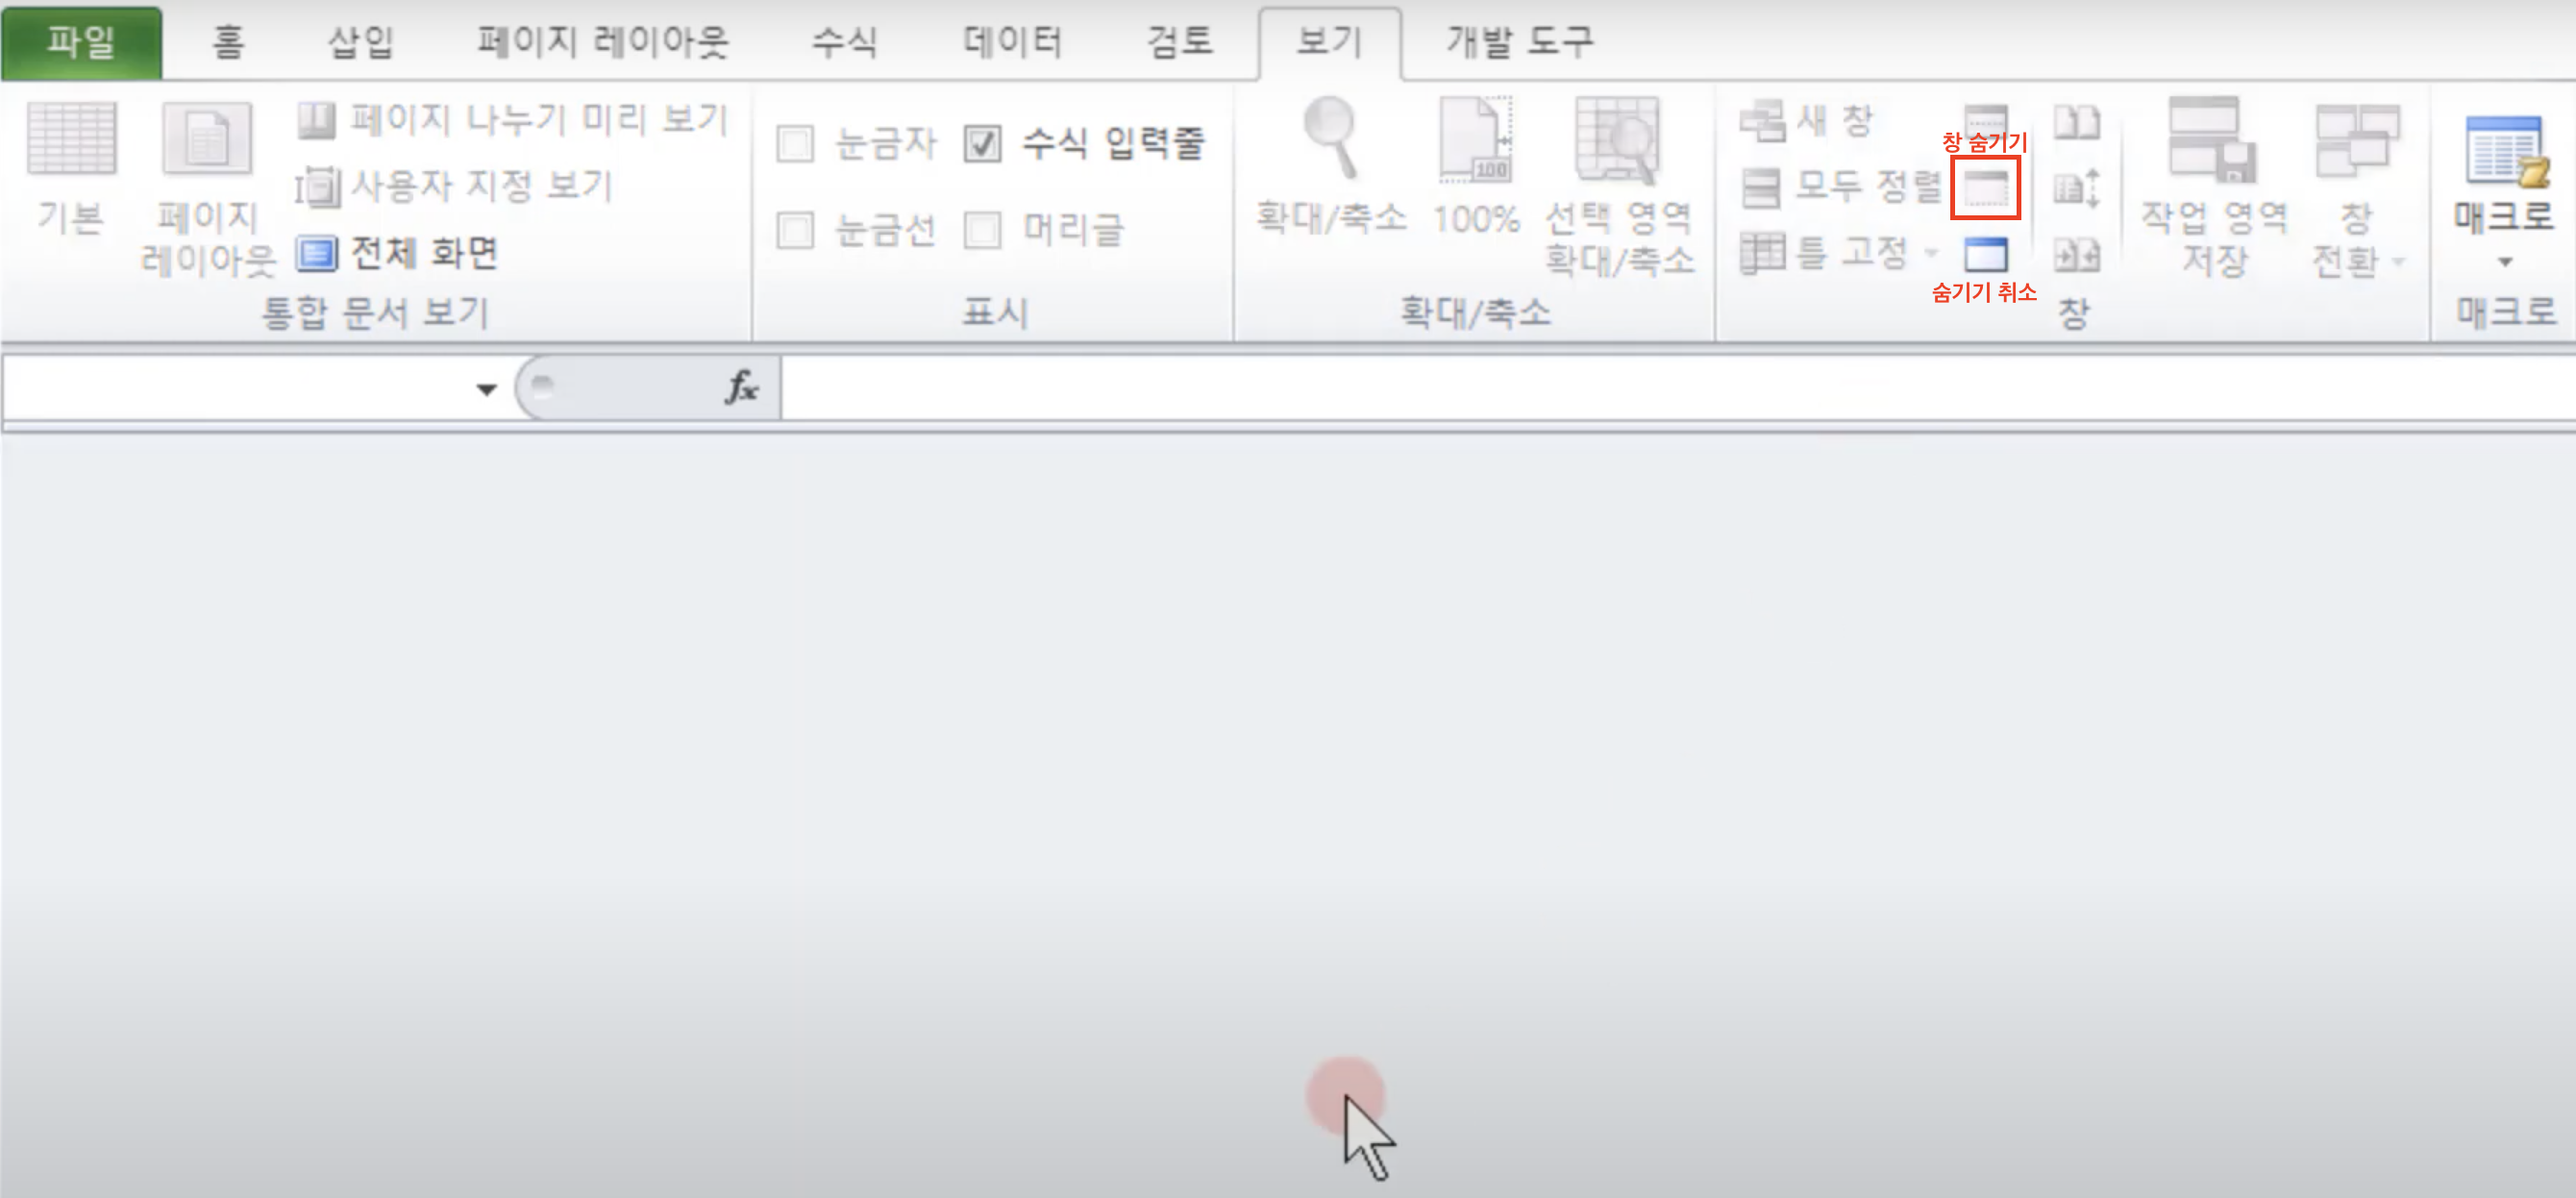 파일 홈 삽입 페이지 레이아웃 수식 데이터 검토 보기 개발 도구
기본
페이지
레이아웃
페이지 나누기 미리 보기
사용자 지정 보기
전체 화면
통합 문서 보기
눈금자
수식 입력줄
눈금선
머리글
표시
확대/축소
100
100%
선택 영역
확대/축소
확대/축소
새 창
모두 정렬
틀 고정
창 숨기기
숨기기 취소
작업 영역
저장
창
전환
창
매크로
매크로
fx